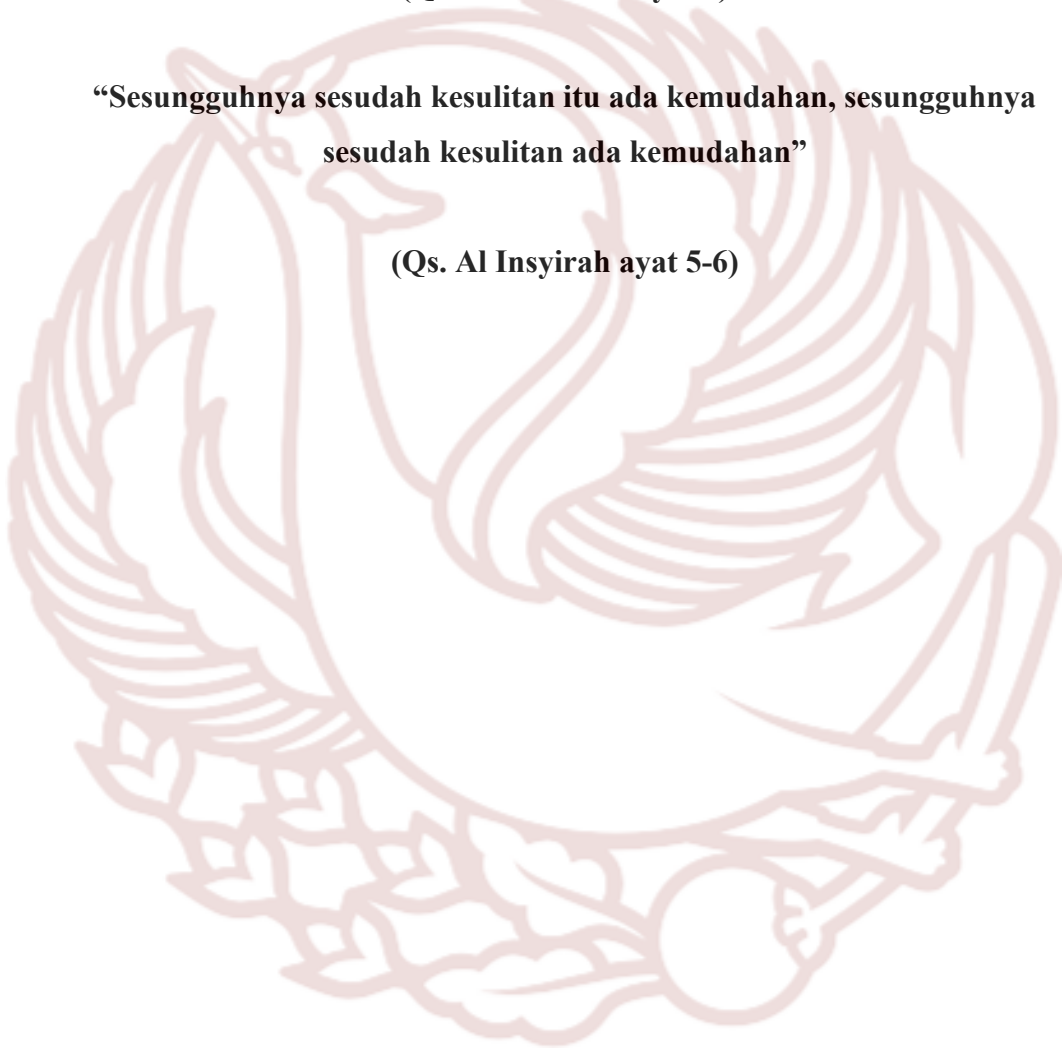 “Sesungguhnya sesudah kesulitan itu ada kemudahan, sesungguhnya
sesudah kesulitan ada kemudahan”
(Qs. Al Insyirah ayat 5-6)